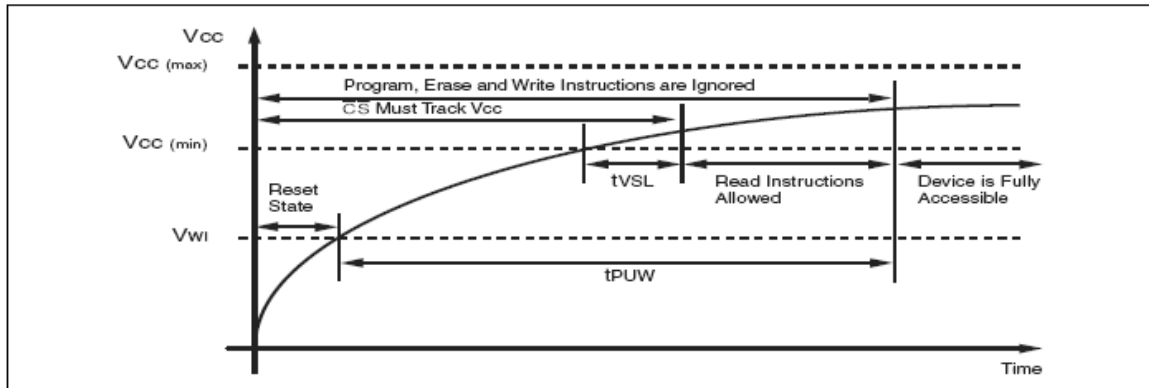 Vcc
Vcc (max)
Program, Erase and Write Instructions are Ignored
CS Must Track Vcc
Vcc (min)
tVSL
Read Instructions
Allowed
Device is Fully
Accessible
Reset
State
VWI
tPUW
Time